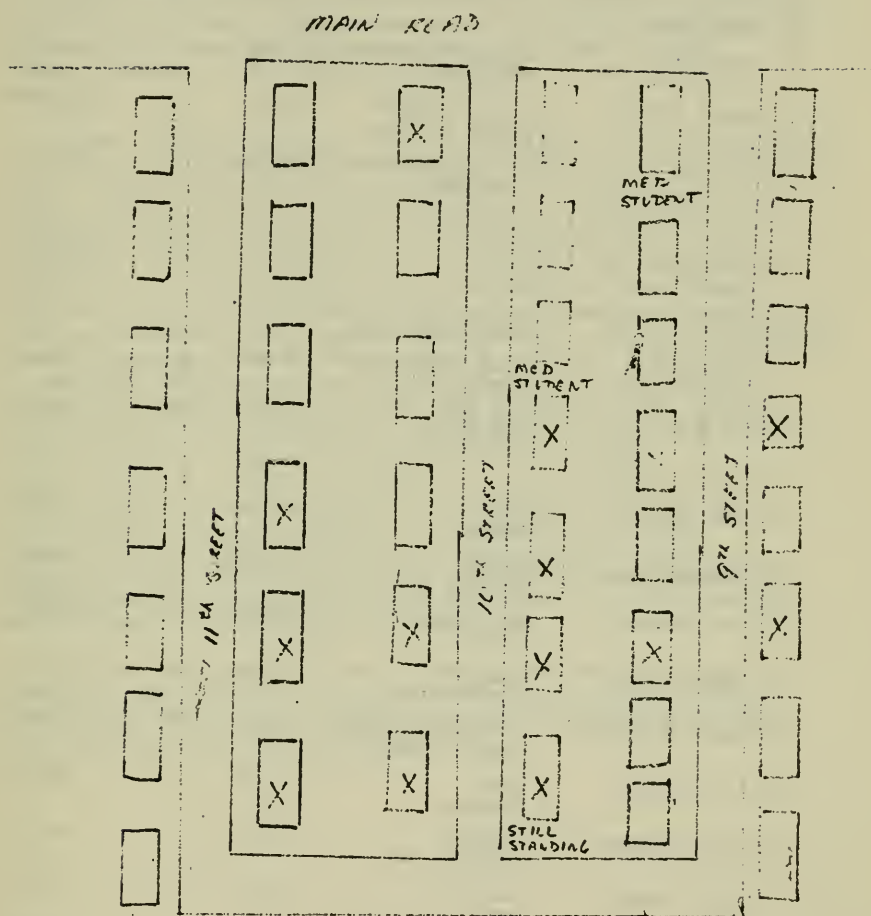 MAIN ROAD
X
MED
STUDENT
MED
STUDENT
X
X
X
11TH STREET
10TH STREET
9TH STREET
X
X
X
X
X
X
X
X
X
X
STILL
STANDING